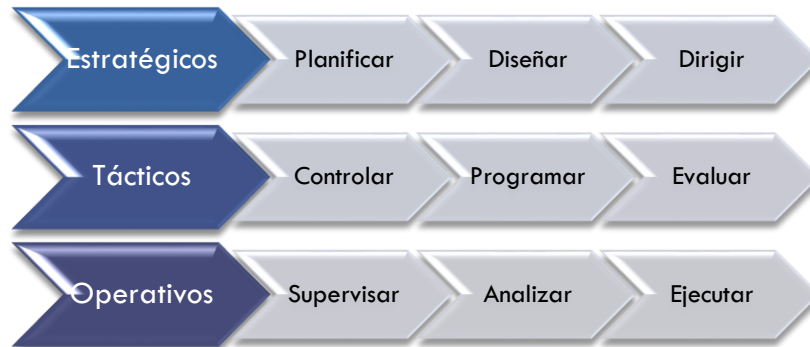 Estratégicos
Planificar
Diseñar
Dirigir
Tácticos
Controlar
Programar
Evaluar
Operativos
Supervisar
Analizar
Ejecutar